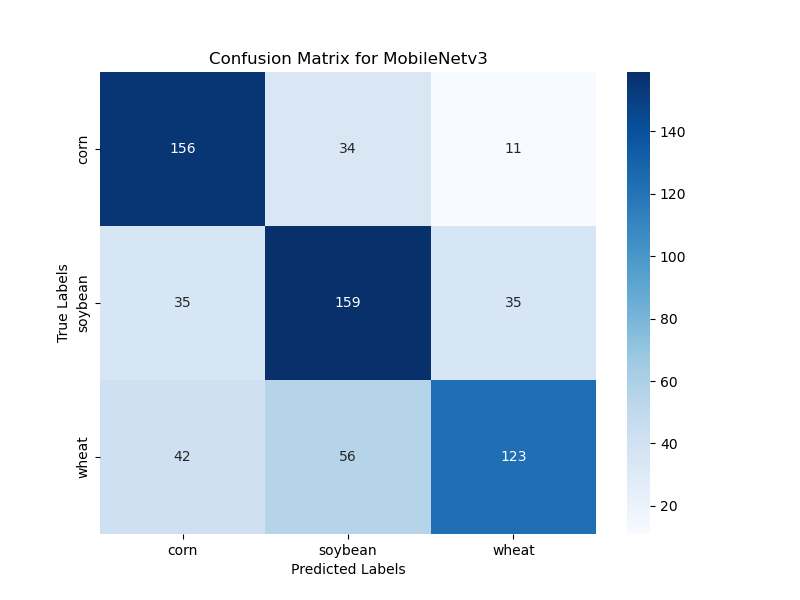 Confusion Matrix for MobileNetv3
True Labels
corn
156 34 11
soybean
35 159 35
wheat
42 56 123
corn soybean wheat
Predicted Labels
140
120
100
80
60
40
20